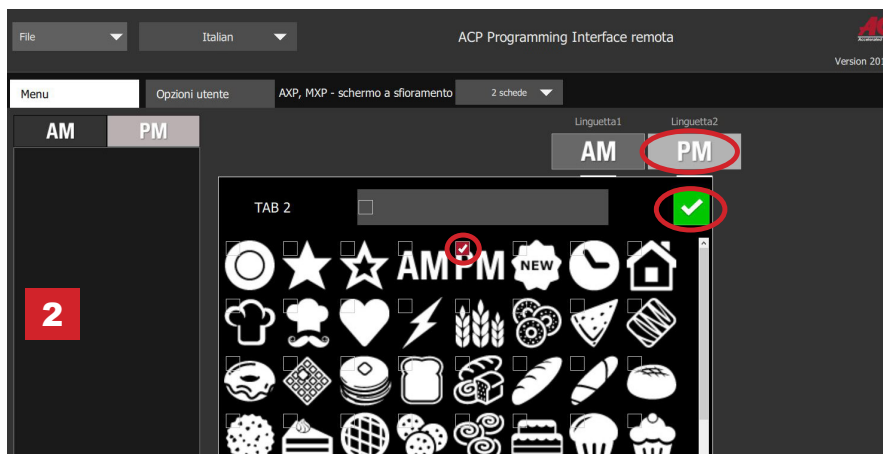 File
Italian
ACP Programming Interface remota
Version 201
Menu
Opzioni utente
AXP, MXP - schermo a sfioramento
2 schede
Linguetta1
Linguetta2
AM
PM
AM
PM
TAB 2
AM
PM
NEW
2